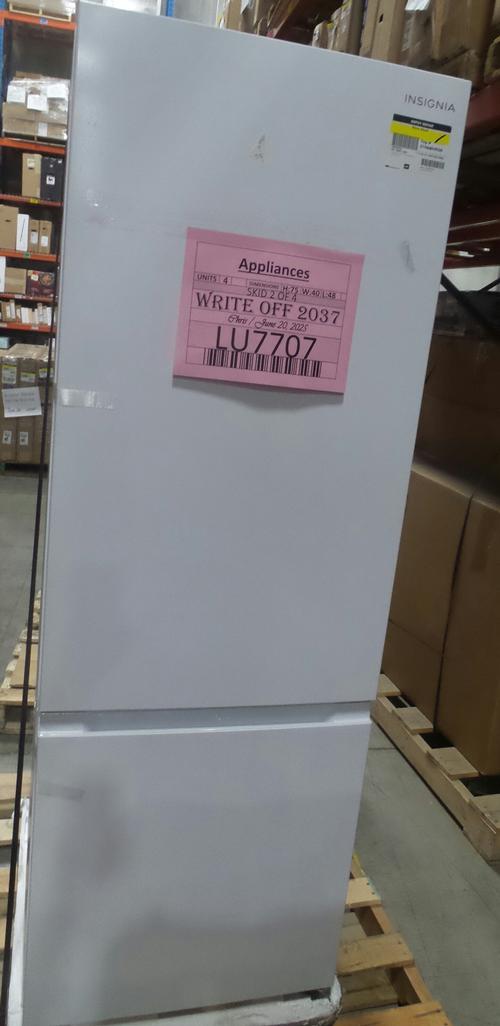 INSIGNIA
Appliances
UNITS 4 DIMENSIONS H:75 W:40 L:48
SKID 2 OF 4
WRITE OFF 2037
Chris / June 20, 2025
LU7707